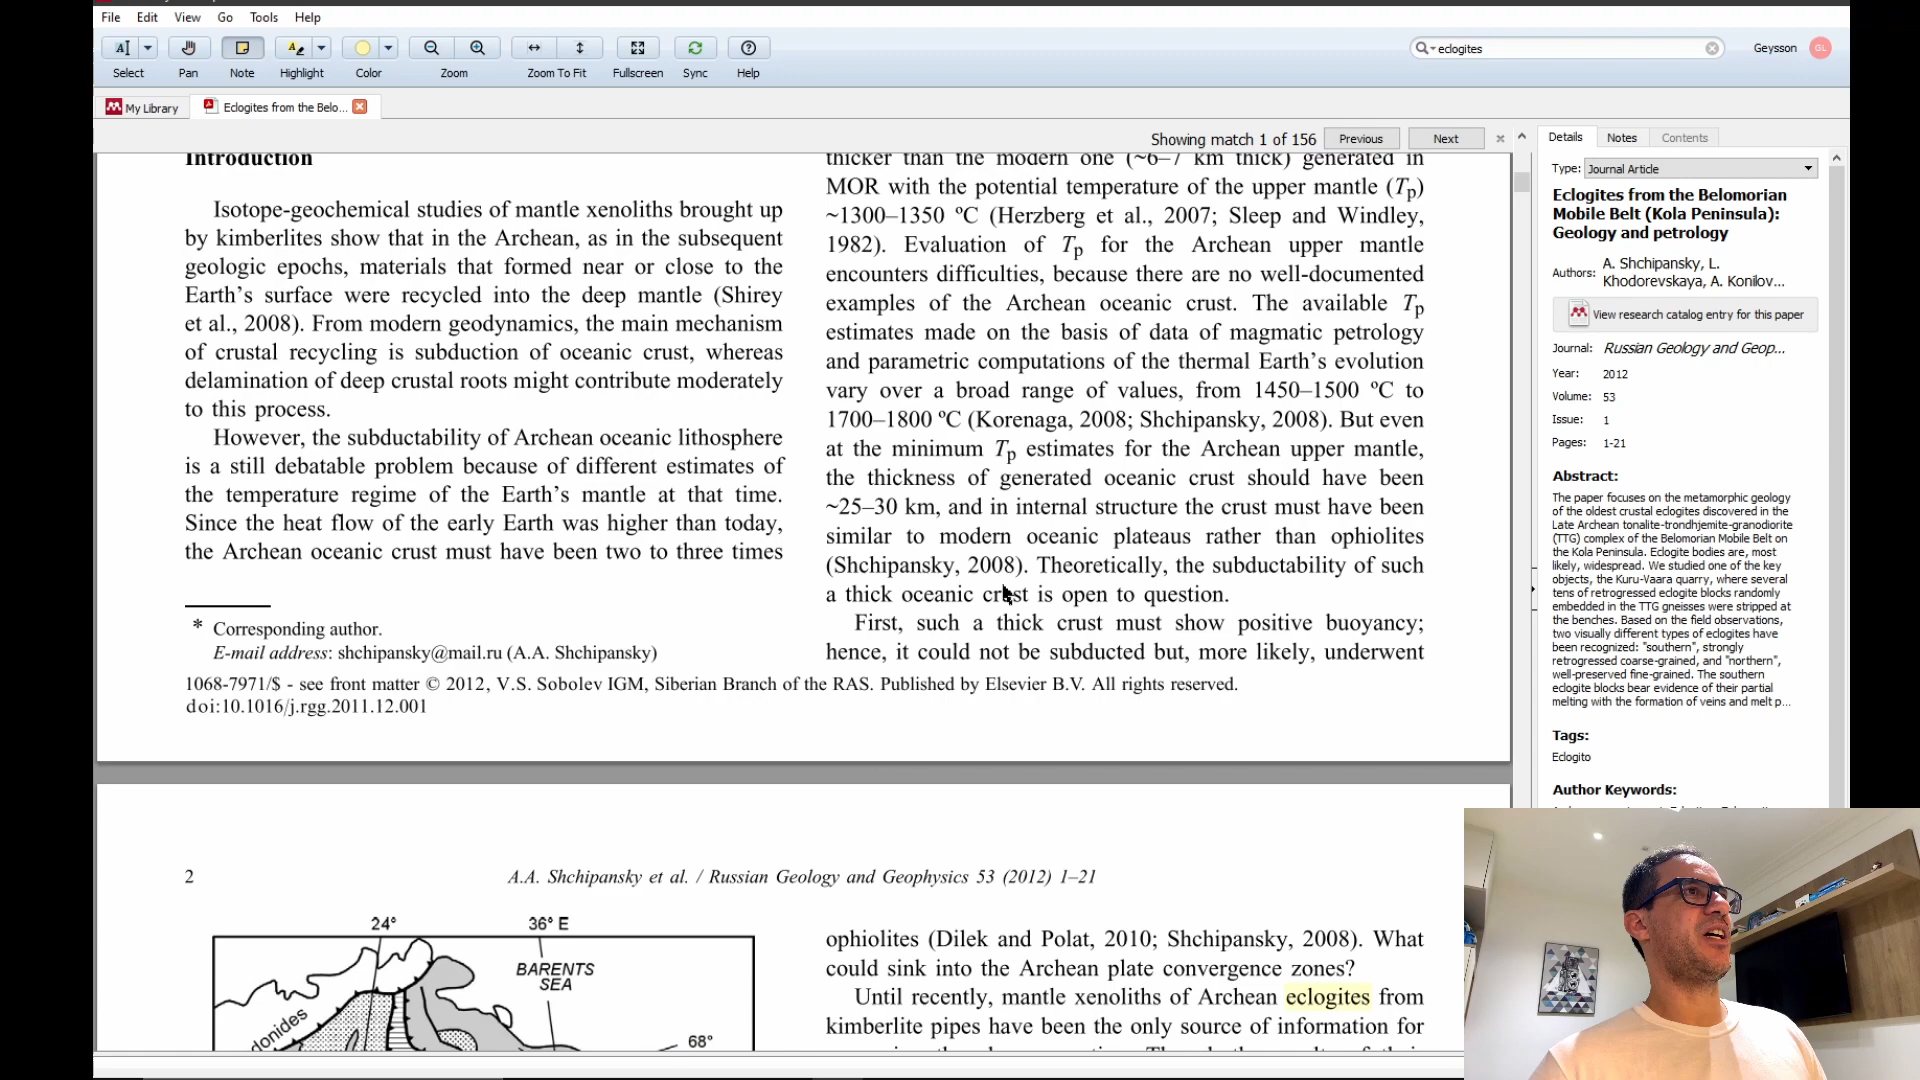 File Edit View Go Tools Help
eclogites
Geysson GL
Select Pan Note Highlight Color Zoom Zoom To Fit Fullscreen Sync Help
My Library Eclogites from the Belo...
Showing match 1 of 156 Previous Next
Introduction
Isotope-geochemical studies of mantle xenoliths brought up
by kimberlites show that in the Archean, as in the subsequent
geologic epochs, materials that formed near or close to the
Earth's surface were recycled into the deep mantle (Shirey
et al., 2008). From modern geodynamics, the main mechanism
of crustal recycling is subduction of oceanic crust, whereas
delamination of deep crustal roots might contribute moderately
to this process.
However, the subductability of Archean oceanic lithosphere
is a still debatable problem because of different estimates of
the temperature regime of the Earth's mantle at that time.
Since the heat flow of the early Earth was higher than today,
the Archean oceanic crust must have been two to three times
* Corresponding author.
E-mail address: shchipansky@mail.ru (A.A. Shchipansky)
thicker than the modern one (~6–7 km thick) generated in
MOR with the potential temperature of the upper mantle (Tp)
~1300–1350 ºC (Herzberg et al., 2007; Sleep and Windley,
1982). Evaluation of Tp for the Archean upper mantle
encounters difficulties, because there are no well-documented
examples of the Archean oceanic crust. The available Tp
estimates made on the basis of data of magmatic petrology
and parametric computations of the thermal Earth's evolution
vary over a broad range of values, from 1450–1500 ºC to
1700–1800 ºC (Korenaga, 2008; Shchipansky, 2008). But even
at the minimum Tp estimates for the Archean upper mantle,
the thickness of generated oceanic crust should have been
~25–30 km, and in internal structure the crust must have been
similar to modern oceanic plateaus rather than ophiolites
(Shchipansky, 2008). Theoretically, the subductability of such
a thick oceanic crust is open to question.
First, such a thick crust must show positive buoyancy;
hence, it could not be subducted but, more likely, underwent
1068-7971/$ - see front matter © 2012, V.S. Sobolev IGM, Siberian Branch of the RAS. Published by Elsevier B.V. All rights reserved.
doi:10.1016/j.rgg.2011.12.001
2
A.A. Shchipansky et al. / Russian Geology and Geophysics 53 (2012) 1–21
24° 36° E
BARENTS
SEA
donides
68°
ophiolites (Dilek and Polat, 2010; Shchipansky, 2008). What
could sink into the Archean plate convergence zones?
Until recently, mantle xenoliths of Archean eclogites from
kimberlite pipes have been the only source of information for
Details Notes Contents
Type: Journal Article
Eclogites from the Belomorian
Mobile Belt (Kola Peninsula):
Geology and petrology
Authors: A. Shchipansky, L.
Khodorevskaya, A. Konilov...
View research catalog entry for this paper
Journal: Russian Geology and Geop...
Year: 2012
Volume: 53
Issue: 1
Pages: 1-21
Abstract:
The paper focuses on the metamorphic geology
of the oldest crustal eclogites discovered in the
Late Archean tonalite-trondhjemite-granodiorite
(TTG) complex of the Belomorian Mobile Belt on
the Kola Peninsula. Eclogite bodies are, most
likely, widespread. We studied one of the key
objects, the Kuru-Vaara quarry, where several
tens of retrogressed eclogite blocks randomly
embedded in the TTG gneisses were stripped at
the benches. Based on the field observations,
two visually different types of eclogites have
been recognized: "southern", strongly
retrogressed coarse-grained, and "northern",
well-preserved fine-grained. The southern
eclogite blocks bear evidence of their partial
melting with the formation of veins and melt p...
Tags:
Eclogito
Author Keywords: